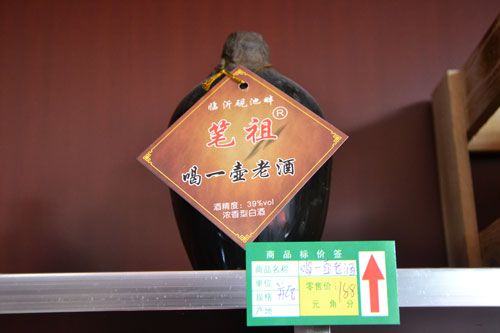 临沂砚池畔
笔祖®
喝一壶老酒
酒精度：39%vol
浓香型白酒
商品标价签
商品名称 喝一壶老酒
单位
规格
产地
零售价：168
元 角 分